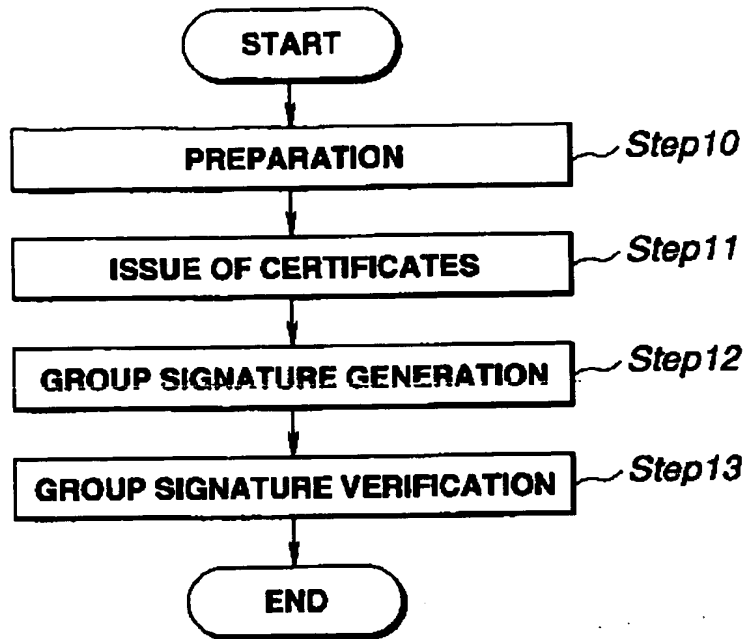 START
PREPARATION
Step10
ISSUE OF CERTIFICATES
Step11
GROUP SIGNATURE GENERATION
Step12
GROUP SIGNATURE VERIFICATION
Step13
END